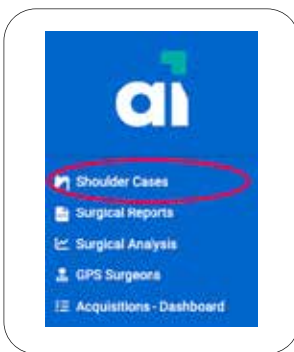 ai
Shoulder Cases
Surgical Reports
Surgical Analysis
GPS Surgeons
Acquisitions - Dashboard